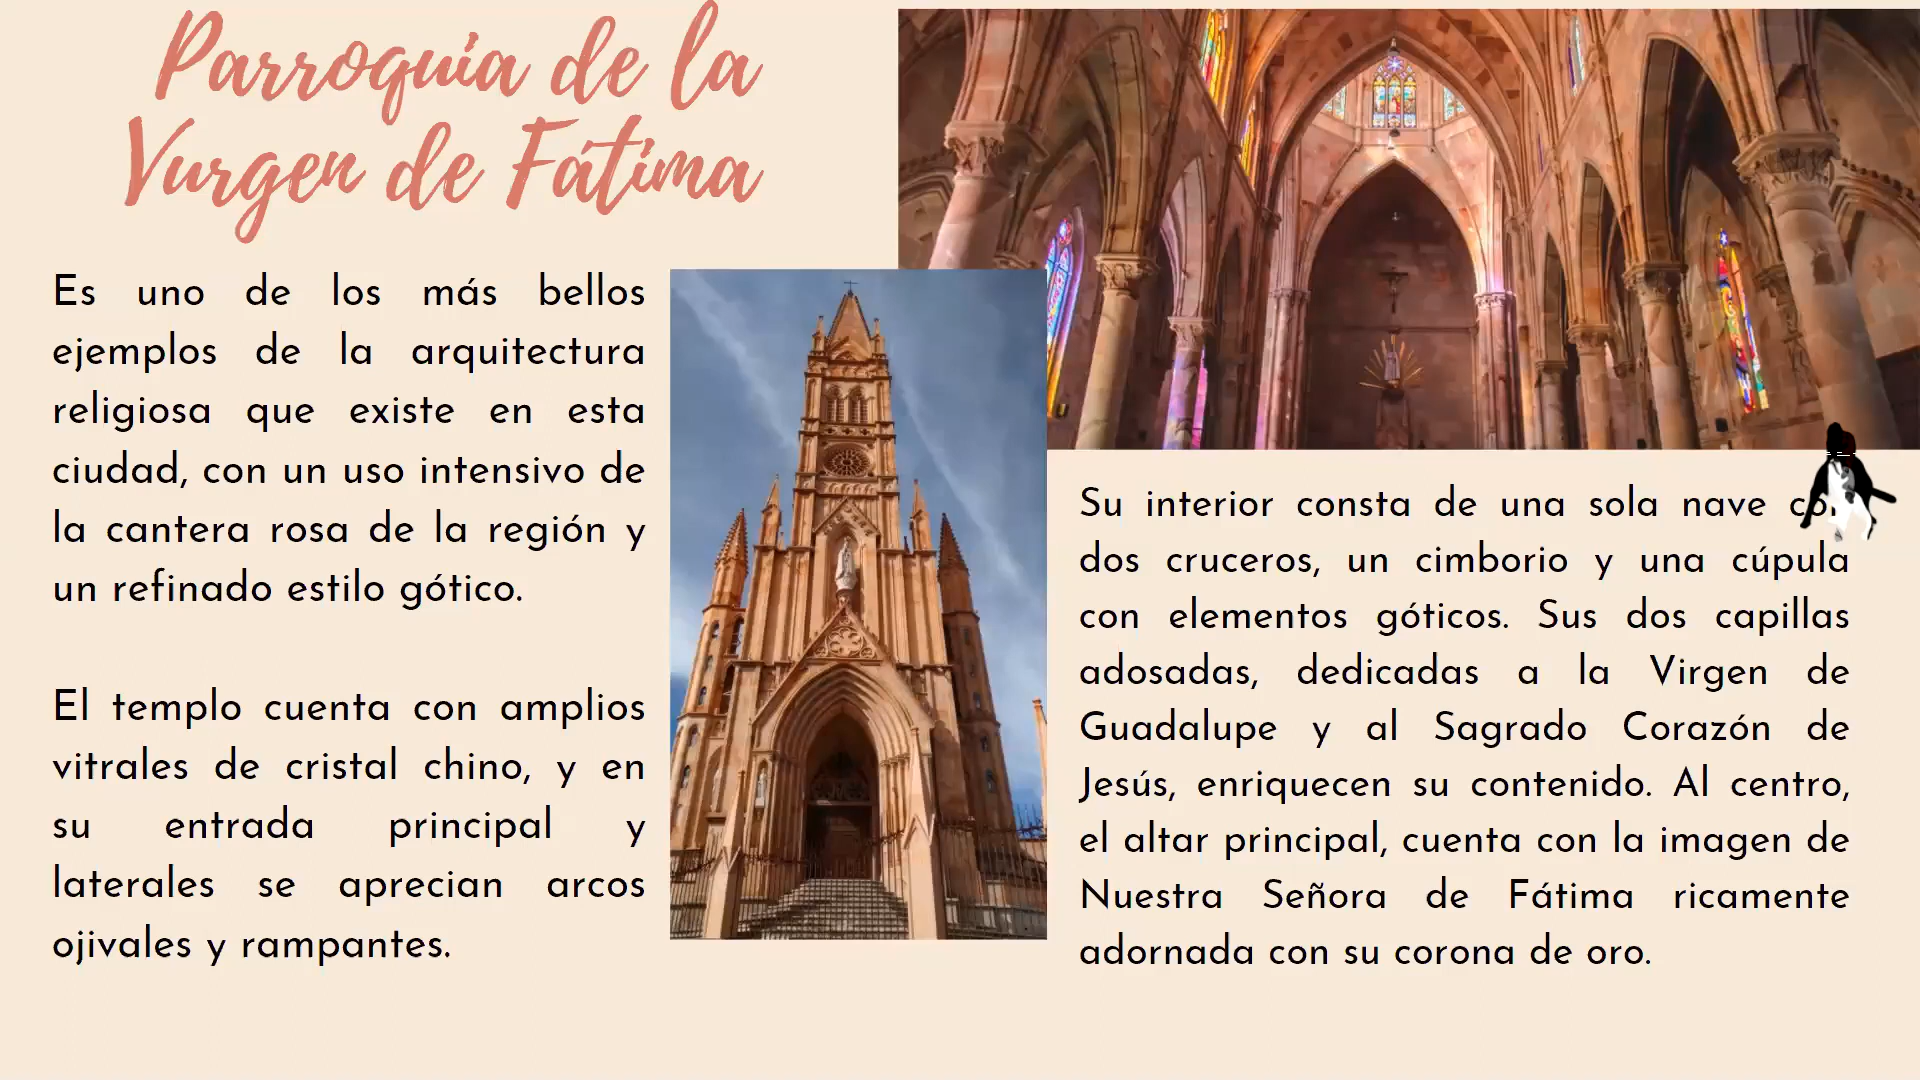 Parroquia de la
Vurgen de Fátima
Es uno de los más bellos
ejemplos de la arquitectura
religiosa que existe en esta
ciudad, con un uso intensivo de
la cantera rosa de la región y
un refinado estilo gótico.
El templo cuenta con amplios
vitrales de cristal chino, y en
su entrada principal y
laterales se aprecian arcos
ojivales y rampantes.
Su interior consta de una sola nave con
dos cruceros, un cimborio y una cúpula
con elementos góticos. Sus dos capillas
adosadas, dedicadas a la Virgen de
Guadalupe y al Sagrado Corazón de
Jesús, enriquecen su contenido. Al centro,
el altar principal, cuenta con la imagen de
Nuestra Señora de Fátima ricamente
adornada con su corona de oro.